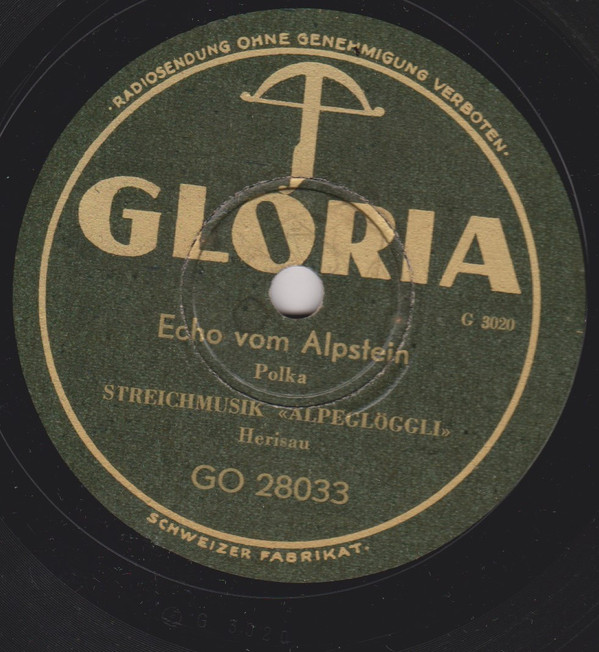 ·RADIOSENDUNG OHNE GENEHMIGUNG VERBOTEN·
GLORIA
G 3020
Echo vom Alpstein
Polka
STREICHMUSIK «ALPEGLÖGGLI»
Herisau
GO 28033
SCHWEIZER FABRIKAT·